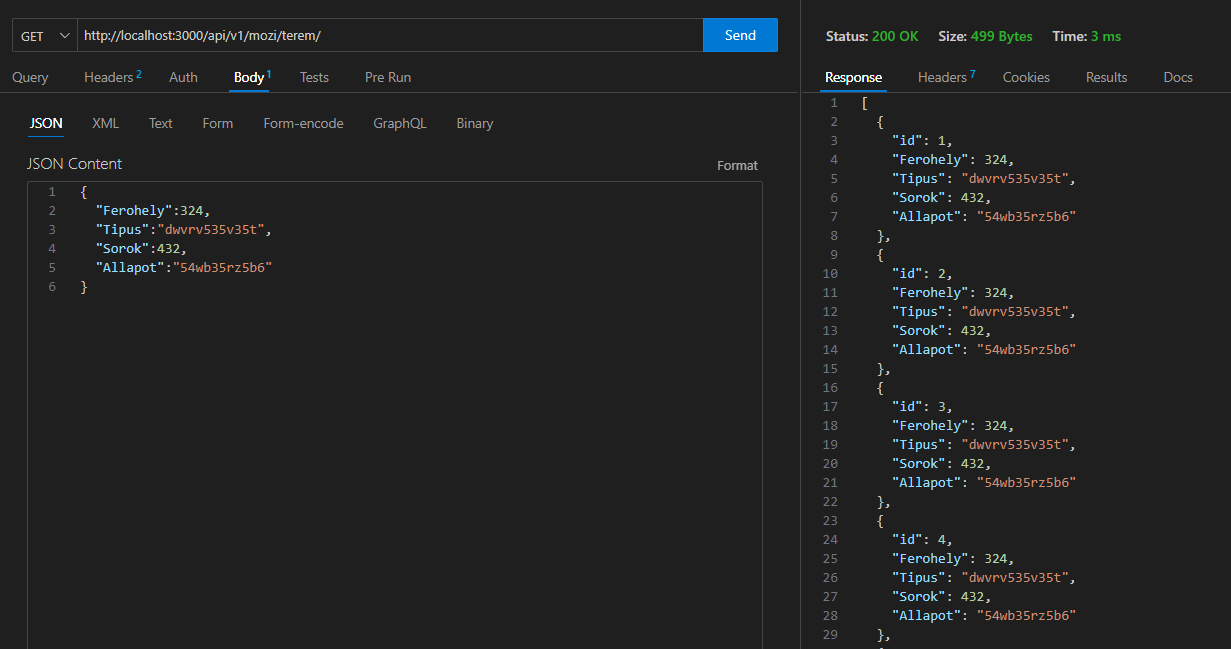 GET http://localhost:3000/api/v1/mozi/terem/ Send
Query Headers 2 Auth Body 1 Tests Pre Run
JSON XML Text Form Form-encode GraphQL Binary
JSON Content Format
1 {
2 "Ferohely":324,
3 "Tipus":"dwvrv535v35t",
4 "Sorok":432,
5 "Allapot":"54wb35rz5b6"
6 }
Status: 200 OK Size: 499 Bytes Time: 3 ms
Response Headers 7 Cookies Results Docs
1 [
2 {
3 "id": 1,
4 "Ferohely": 324,
5 "Tipus": "dwvrv535v35t",
6 "Sorok": 432,
7 "Allapot": "54wb35rz5b6"
8 },
9 {
10 "id": 2,
11 "Ferohely": 324,
12 "Tipus": "dwvrv535v35t",
13 "Sorok": 432,
14 "Allapot": "54wb35rz5b6"
15 },
16 {
17 "id": 3,
18 "Ferohely": 324,
19 "Tipus": "dwvrv535v35t",
20 "Sorok": 432,
21 "Allapot": "54wb35rz5b6"
22 },
23 {
24 "id": 4,
25 "Ferohely": 324,
26 "Tipus": "dwvrv535v35t",
27 "Sorok": 432,
28 "Allapot": "54wb35rz5b6"
29 },